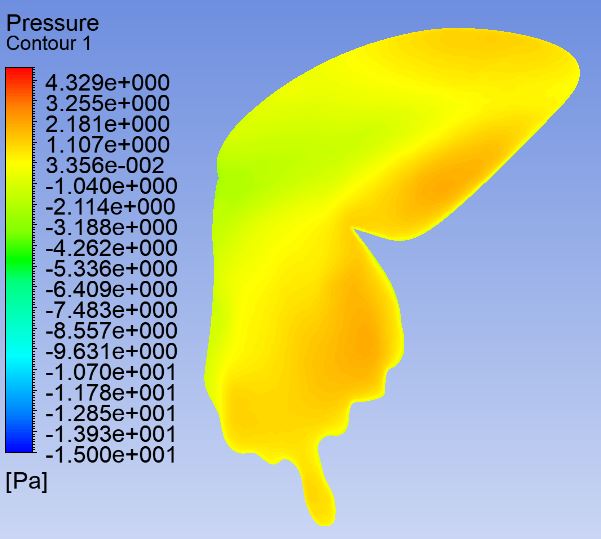 Pressure
Contour 1
4.329e+000
3.255e+000
2.181e+000
1.107e+000
3.356e-002
-1.040e+000
-2.114e+000
-3.188e+000
-4.262e+000
-5.336e+000
-6.409e+000
-7.483e+000
-8.557e+000
-9.631e+000
-1.070e+001
-1.178e+001
-1.285e+001
-1.393e+001
-1.500e+001
[Pa]